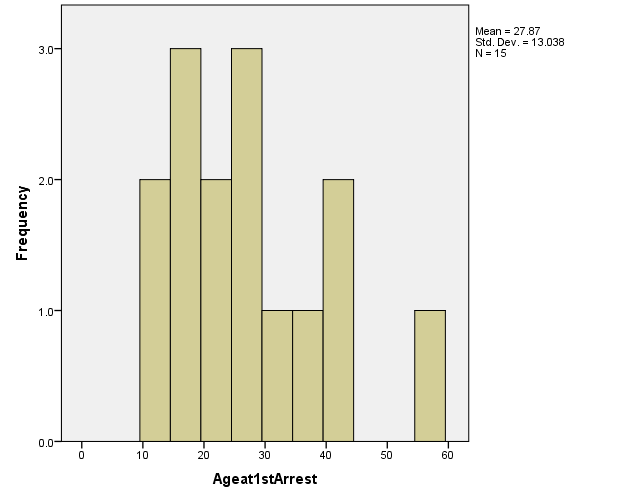 Mean = 27.87
Std. Dev. = 13.038
N = 15
3.0
2.0
1.0
0.0
Frequency
0 10 20 30 40 50 60
Ageat1stArrest